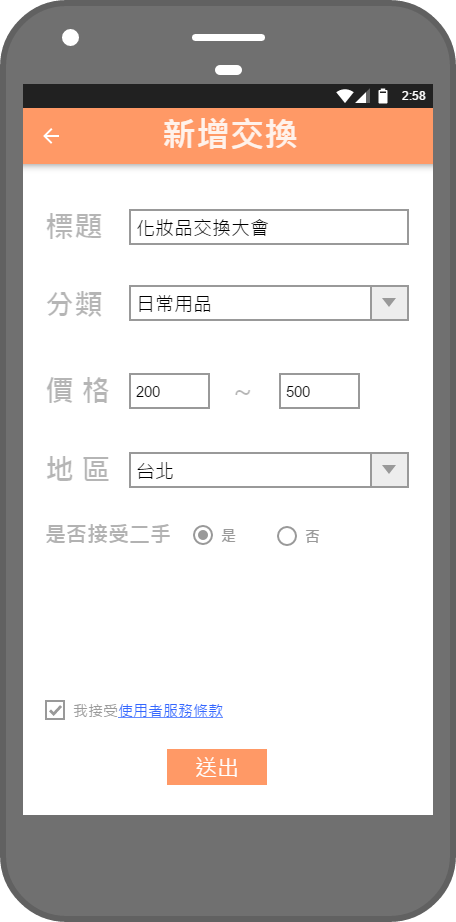 2:58
新增交換
標題 化妝品交換大會
分類 日常用品
價 格 200 ~ 500
地 區 台北
是否接受二手 是 否
我接受使用者服務條款
送出